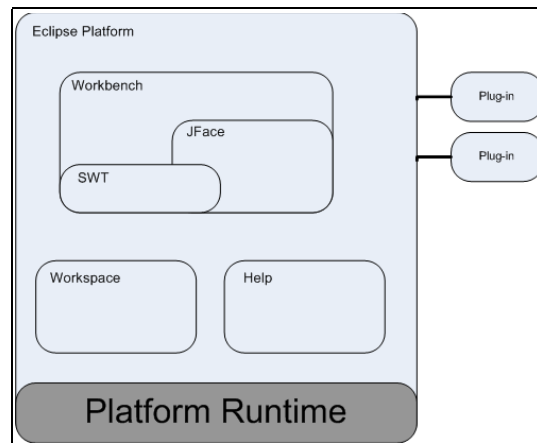 Eclipse Platform
Workbench
JFace
SWT
Plug-in
Plug-in
Workspace
Help
Platform Runtime